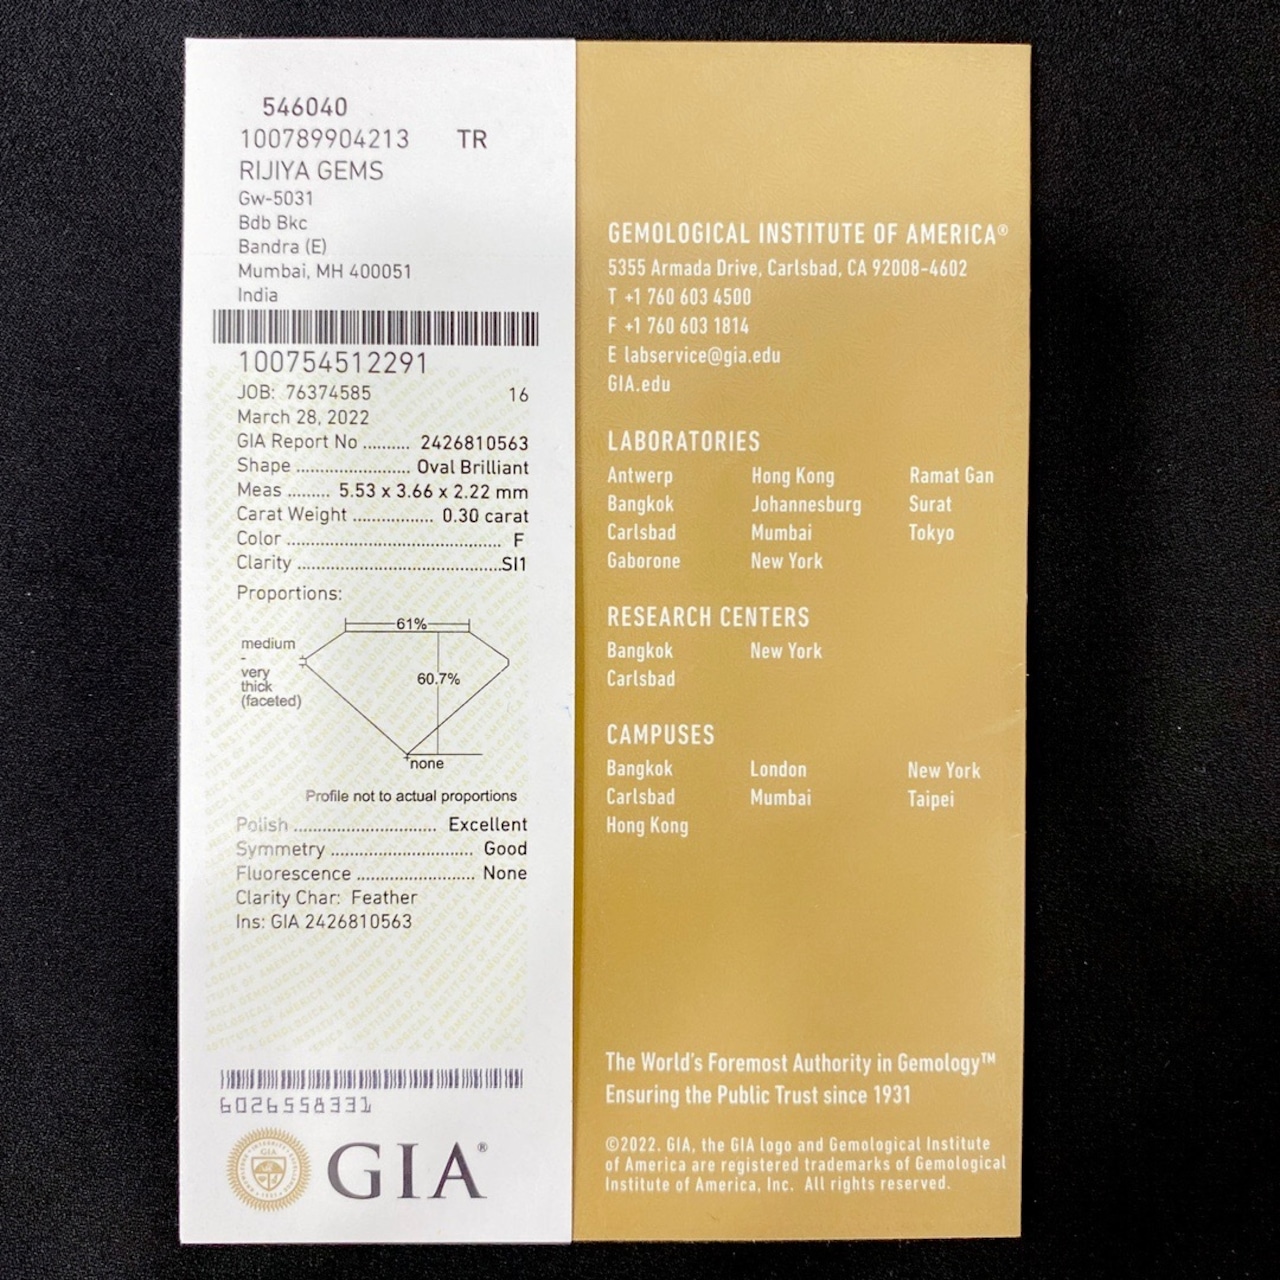 546040
100789904213 TR
RIJIYA GEMS
Gw-5031
Bdb Bkc
Bandra (E)
Mumbai, MH 400051
India
100754512291
JOB: 76374585 16
March 28, 2022
GIA Report No .......... 2426810563
Shape ........................ Oval Brilliant
Meas ......... 5.53 x 3.66 x 2.22 mm
Carat Weight ................. 0.30 carat
Color ............................................. F
Clarity ...........................................SI1
Proportions:
61%
medium
-
very
thick
(faceted)
60.7%
none
Profile not to actual proportions
Polish .............................. Excellent
Symmetry .............................. Good
Fluorescence ......................... None
Clarity Char: Feather
Ins: GIA 2426810563
6026558331
GIA®
GEMOLOGICAL INSTITUTE OF AMERICA®
5355 Armada Drive, Carlsbad, CA 92008-4602
T +1 760 603 4500
F +1 760 603 1814
E labservice@gia.edu
GIA.edu
LABORATORIES
Antwerp Hong Kong Ramat Gan
Bangkok Johannesburg Surat
Carlsbad Mumbai Tokyo
Gaborone New York
RESEARCH CENTERS
Bangkok New York
Carlsbad
CAMPUSES
Bangkok London New York
Carlsbad Mumbai Taipei
Hong Kong
The World's Foremost Authority in Gemology™
Ensuring the Public Trust since 1931
©2022. GIA, the GIA logo and Gemological Institute
of America are registered trademarks of Gemological
Institute of America, Inc. All rights reserved.